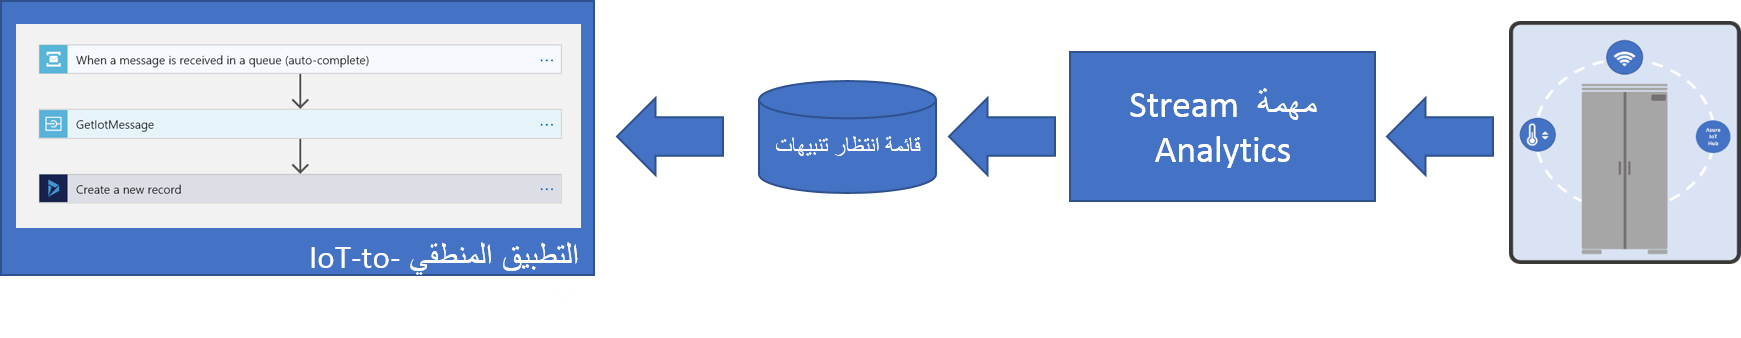 When a message is received in a queue (auto-complete)
GetIotMessage
Create a new record
التطبيق المنطقي IoT-to-
قائمة انتظار تنبيهات
مهمة Stream
Analytics
Azure
IoT
Hub